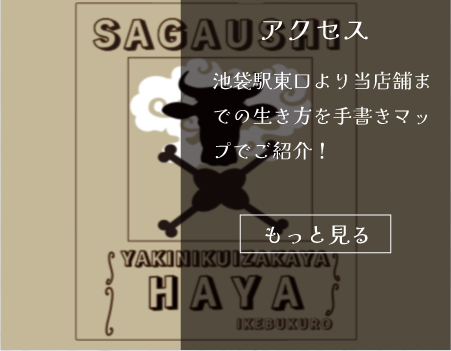 SAGAUSHI
アクセス
池袋駅東口より当店舗ま
での生き方を手書きマッ
プでご紹介！
もっと見る
YAKINIKUIZAKAYA
HAYA
IKEBUKURO